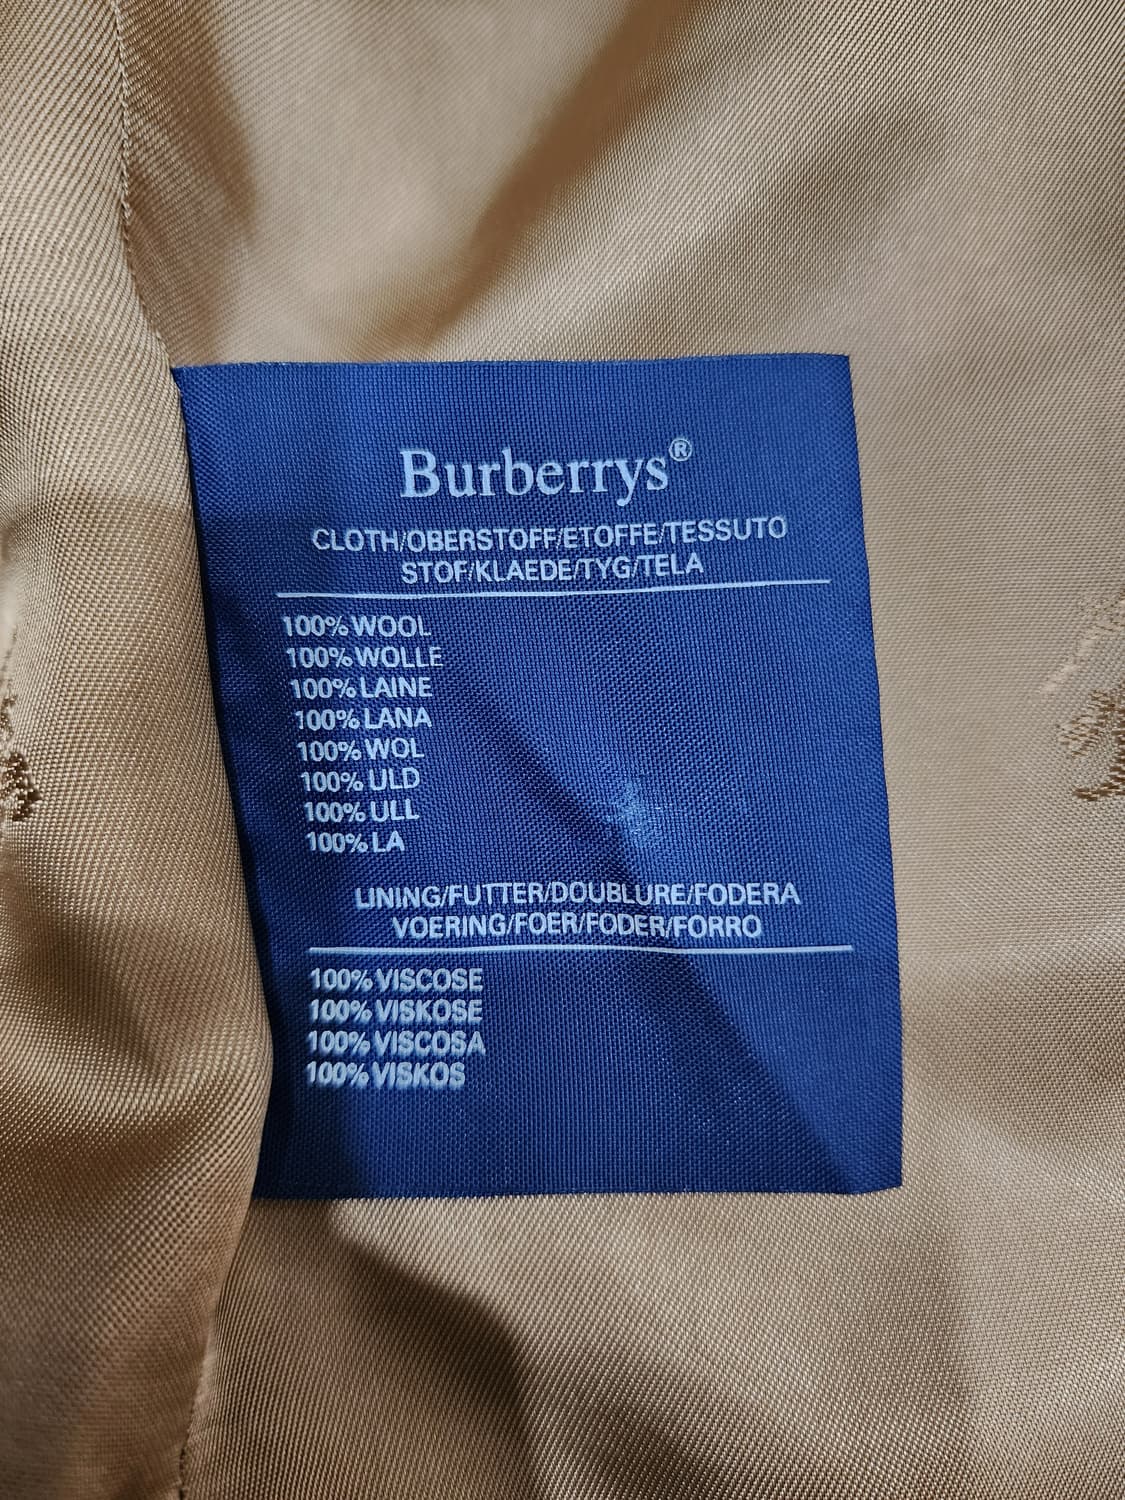 Burberrys®
CLOTH/OBERSTOFF/ETOFFE/TESSUTO
STOF/KLAEDE/TYG/TELA
100% WOOL
100% WOLLE
100% LAINE
100% LANA
100% WOL
100% ULD
100% ULL
100% LA
LINING/FUTTER/DOUBLURE/FODERA
VOERING/FOER/FODER/FORRO
100% VISCOSE
100% VISKOSE
100% VISCOSA
100% VISKOS